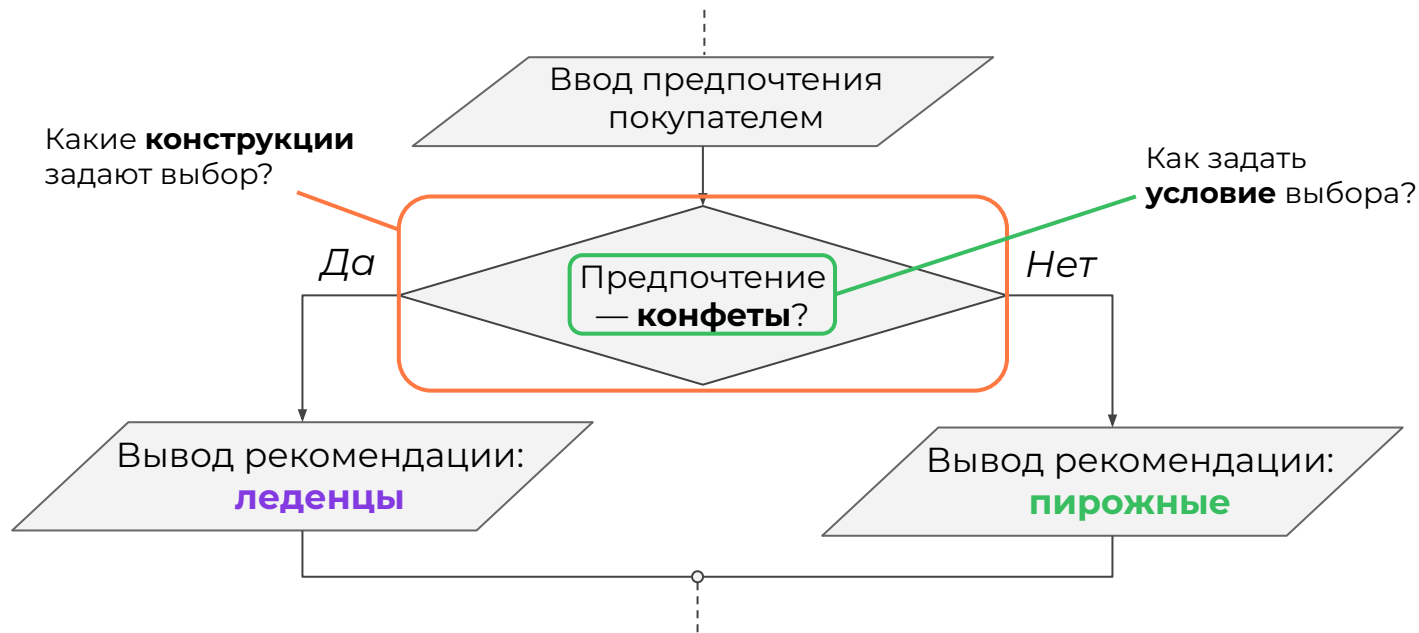 Ввод предпочтения
покупателем
Какие конструкции
задают выбор?
Как задать
условие выбора?
Да
Нет
Предпочтение
— конфеты?
Вывод рекомендации:
леденцы
Вывод рекомендации:
пирожные